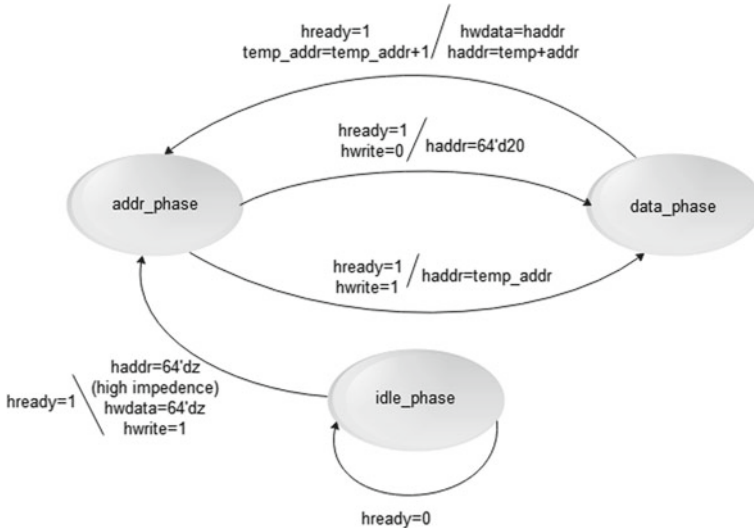 hready=1
temp_addr=temp_addr+1
hwdata=haddr
haddr=temp+addr
hready=1
hwrite=0
haddr=64'd20
addr_phase
data_phase
hready=1
hwrite=1
haddr=temp_addr
hready=1
haddr=64'dz
(high impedence)
hwdata=64'dz
hwrite=1
idle_phase
hready=0